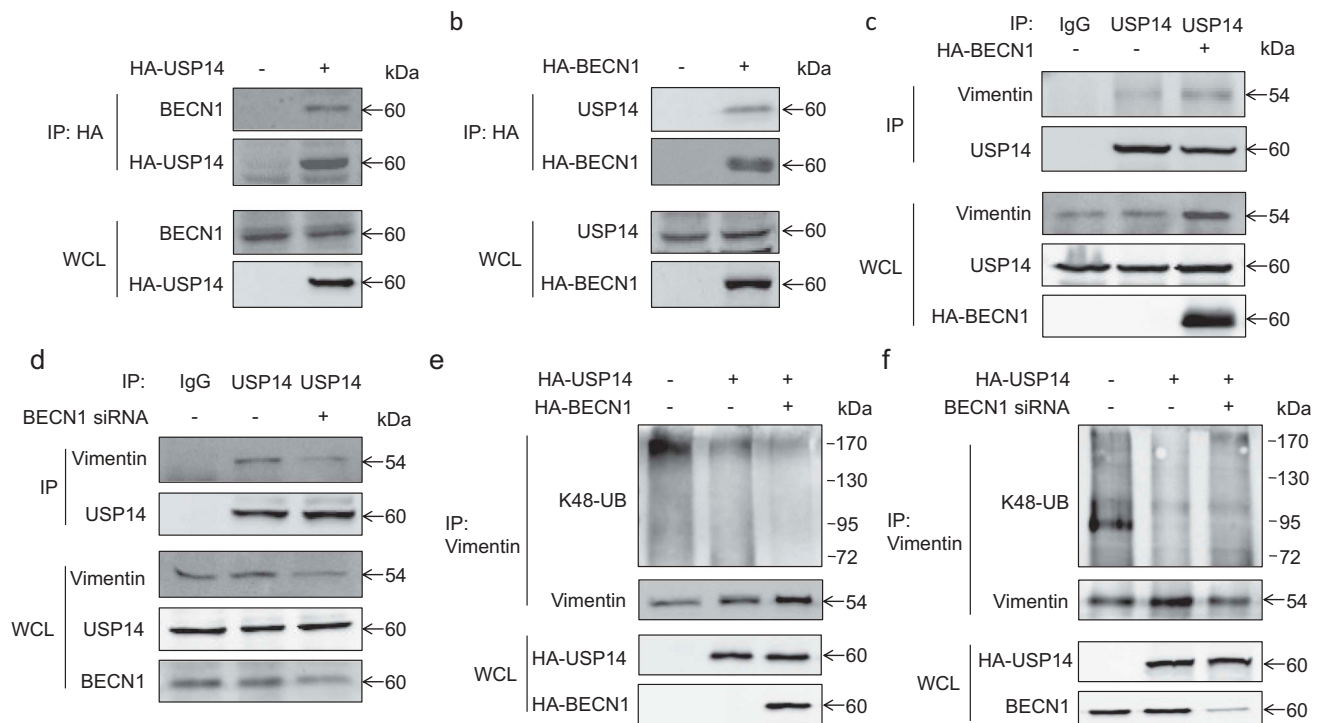 HA-USP14 - + kDa
IP: HA
BECN1 ←60
HA-USP14 ←60
WCL
BECN1 ←60
HA-USP14 ←60
b
HA-BECN1 - + kDa
IP: HA
USP14 ←60
HA-BECN1 ←60
WCL
USP14 ←60
HA-BECN1 ←60
c
IP: IgG USP14 USP14
HA-BECN1 - - + kDa
IP
Vimentin ←54
USP14 ←60
WCL
Vimentin ←54
USP14 ←60
HA-BECN1 ←60
d
IP: IgG USP14 USP14
BECN1 siRNA - - + kDa
IP
Vimentin ←54
USP14 ←60
WCL
Vimentin ←54
USP14 ←60
BECN1 ←60
e
HA-USP14 - + +
HA-BECN1 - - + kDa
IP:
Vimentin
K48-UB
-170
-130
-95
-72
Vimentin ←54
WCL
HA-USP14 ←60
HA-BECN1 ←60
f
HA-USP14 - + +
BECN1 siRNA - - + kDa
IP:
Vimentin
K48-UB
-170
-130
-95
-72
Vimentin ←54
WCL
HA-USP14 ←60
BECN1 ←60